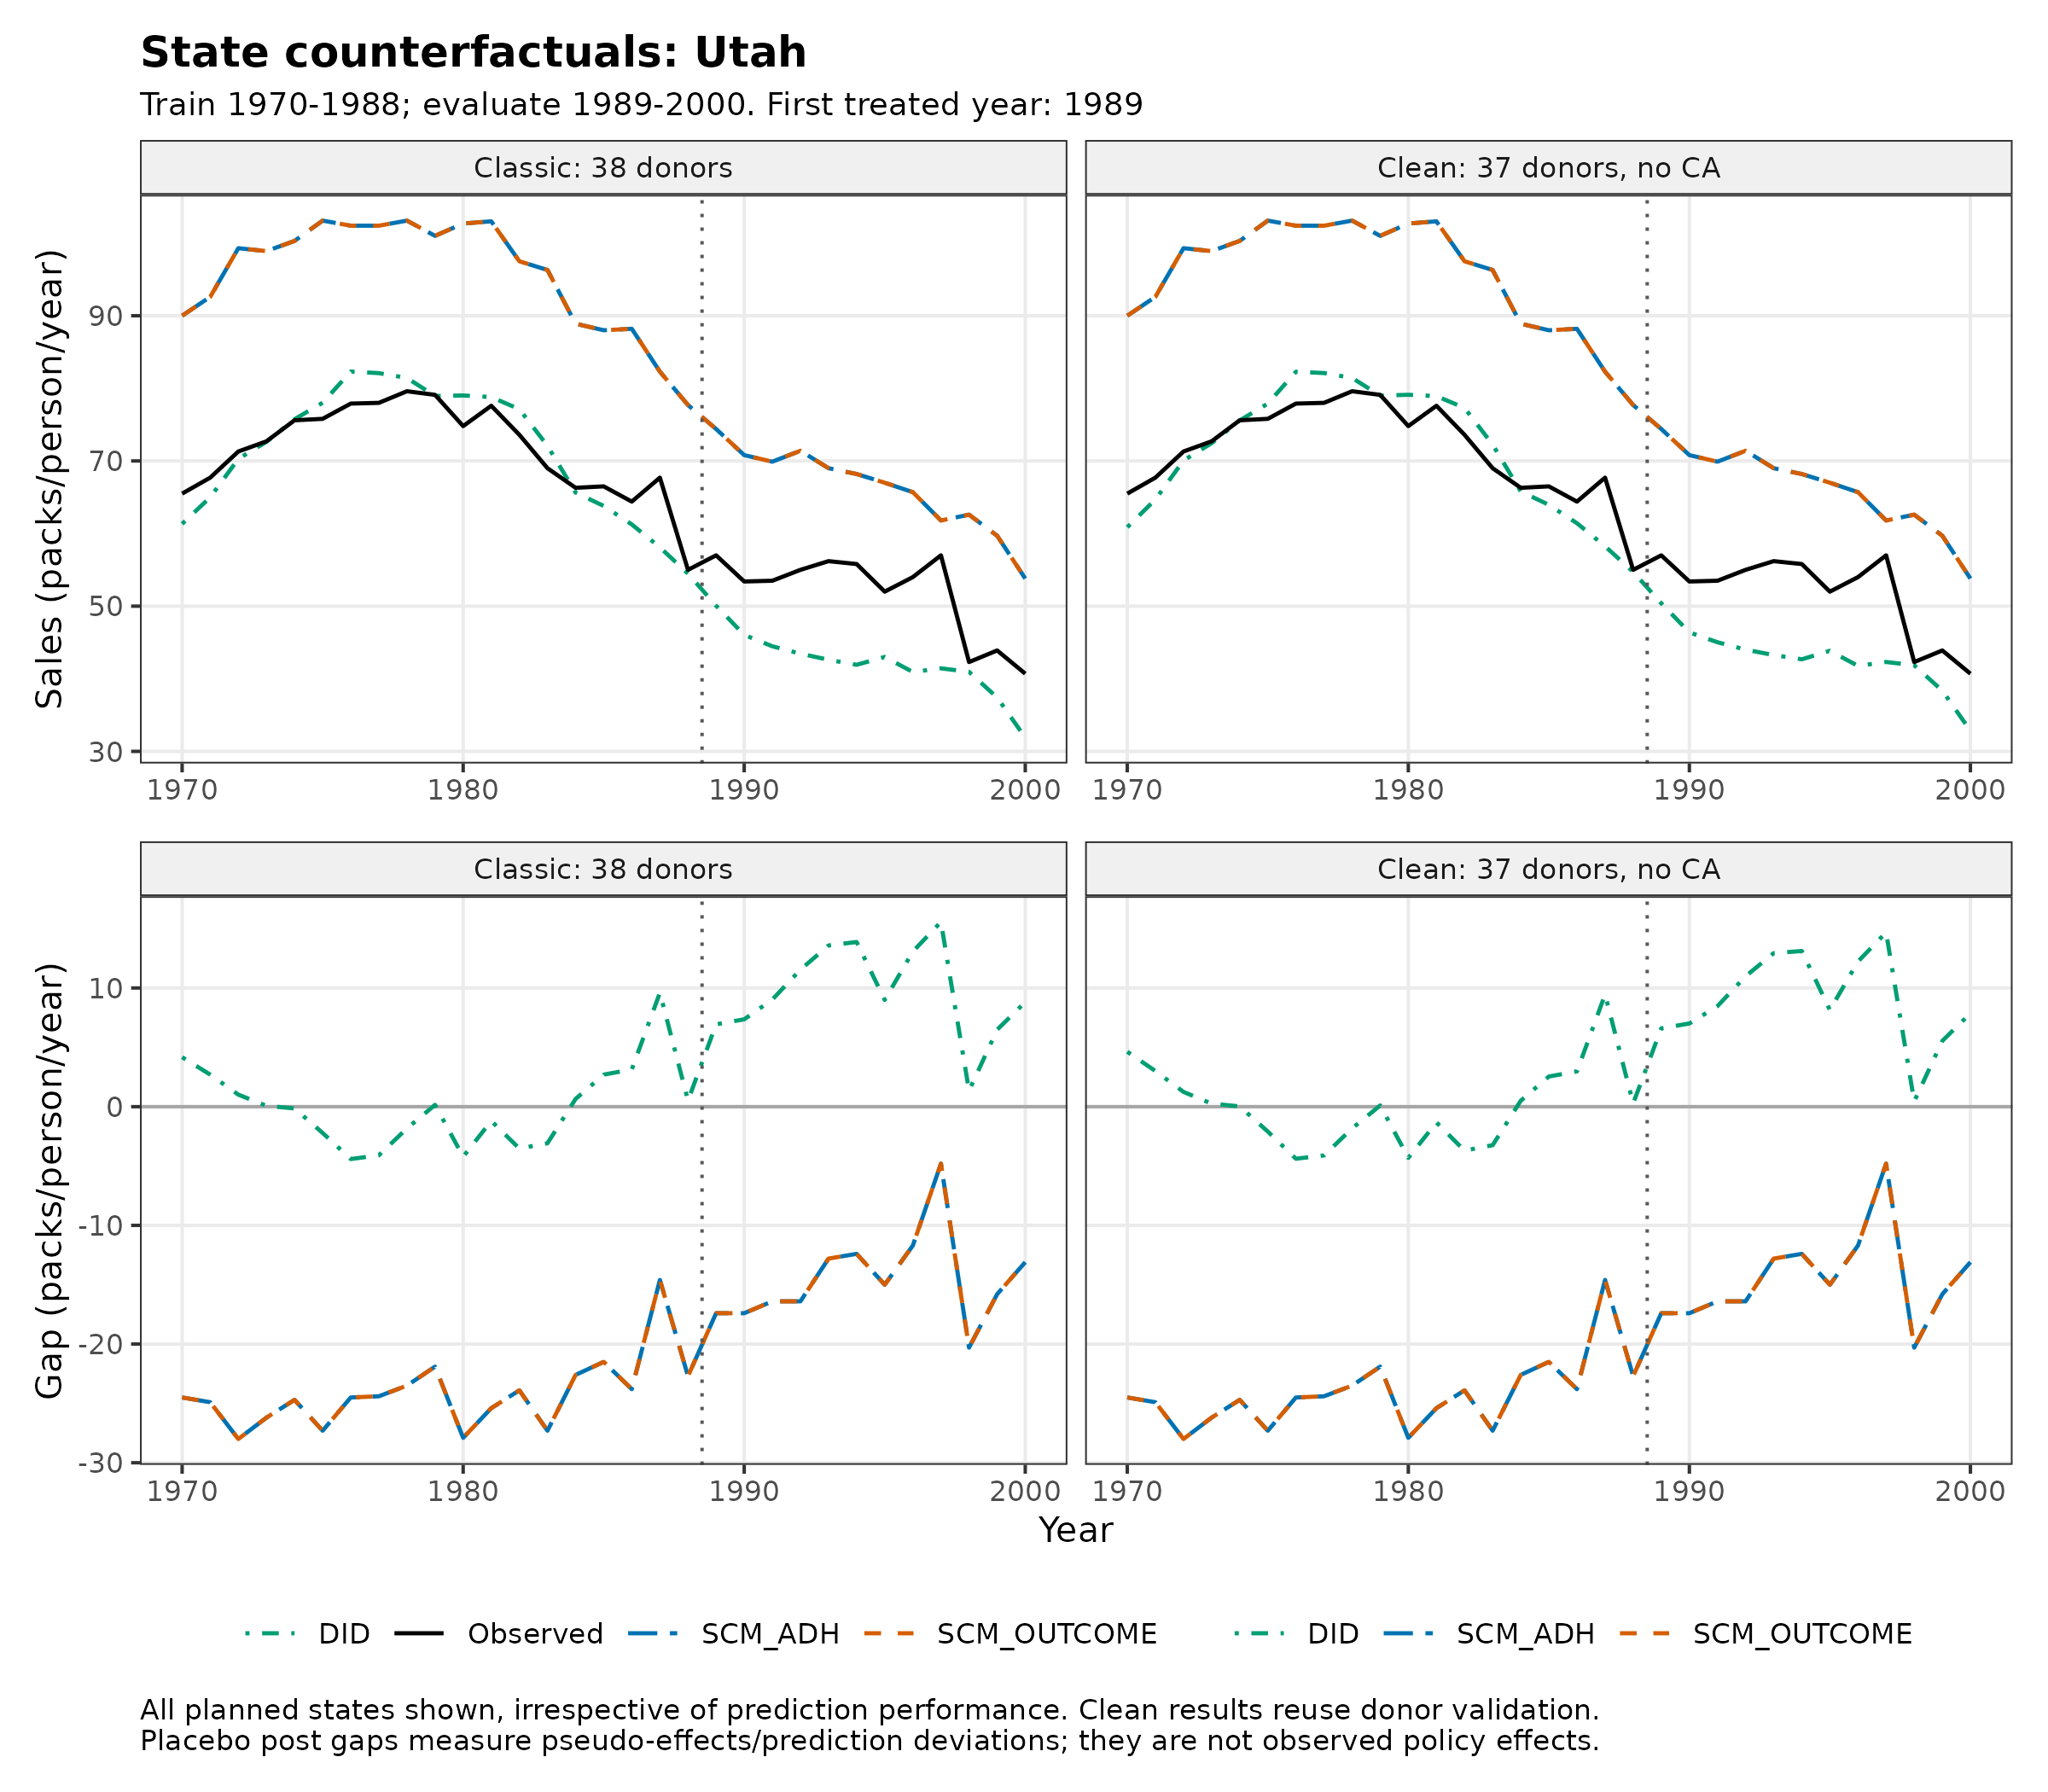 State counterfactuals: Utah
Train 1970-1988; evaluate 1989-2000. First treated year: 1989
Classic: 38 donors
Clean: 37 donors, no CA
Sales (packs/person/year)
90
70
50
30
1970 1980 1990 2000
1970 1980 1990 2000
Classic: 38 donors
Clean: 37 donors, no CA
Gap (packs/person/year)
10
0
-10
-20
-30
1970 1980 1990 2000
1970 1980 1990 2000
Year
DID Observed SCM_ADH SCM_OUTCOME
DID SCM_ADH SCM_OUTCOME
All planned states shown, irrespective of prediction performance. Clean results reuse donor validation.
Placebo post gaps measure pseudo-effects/prediction deviations; they are not observed policy effects.